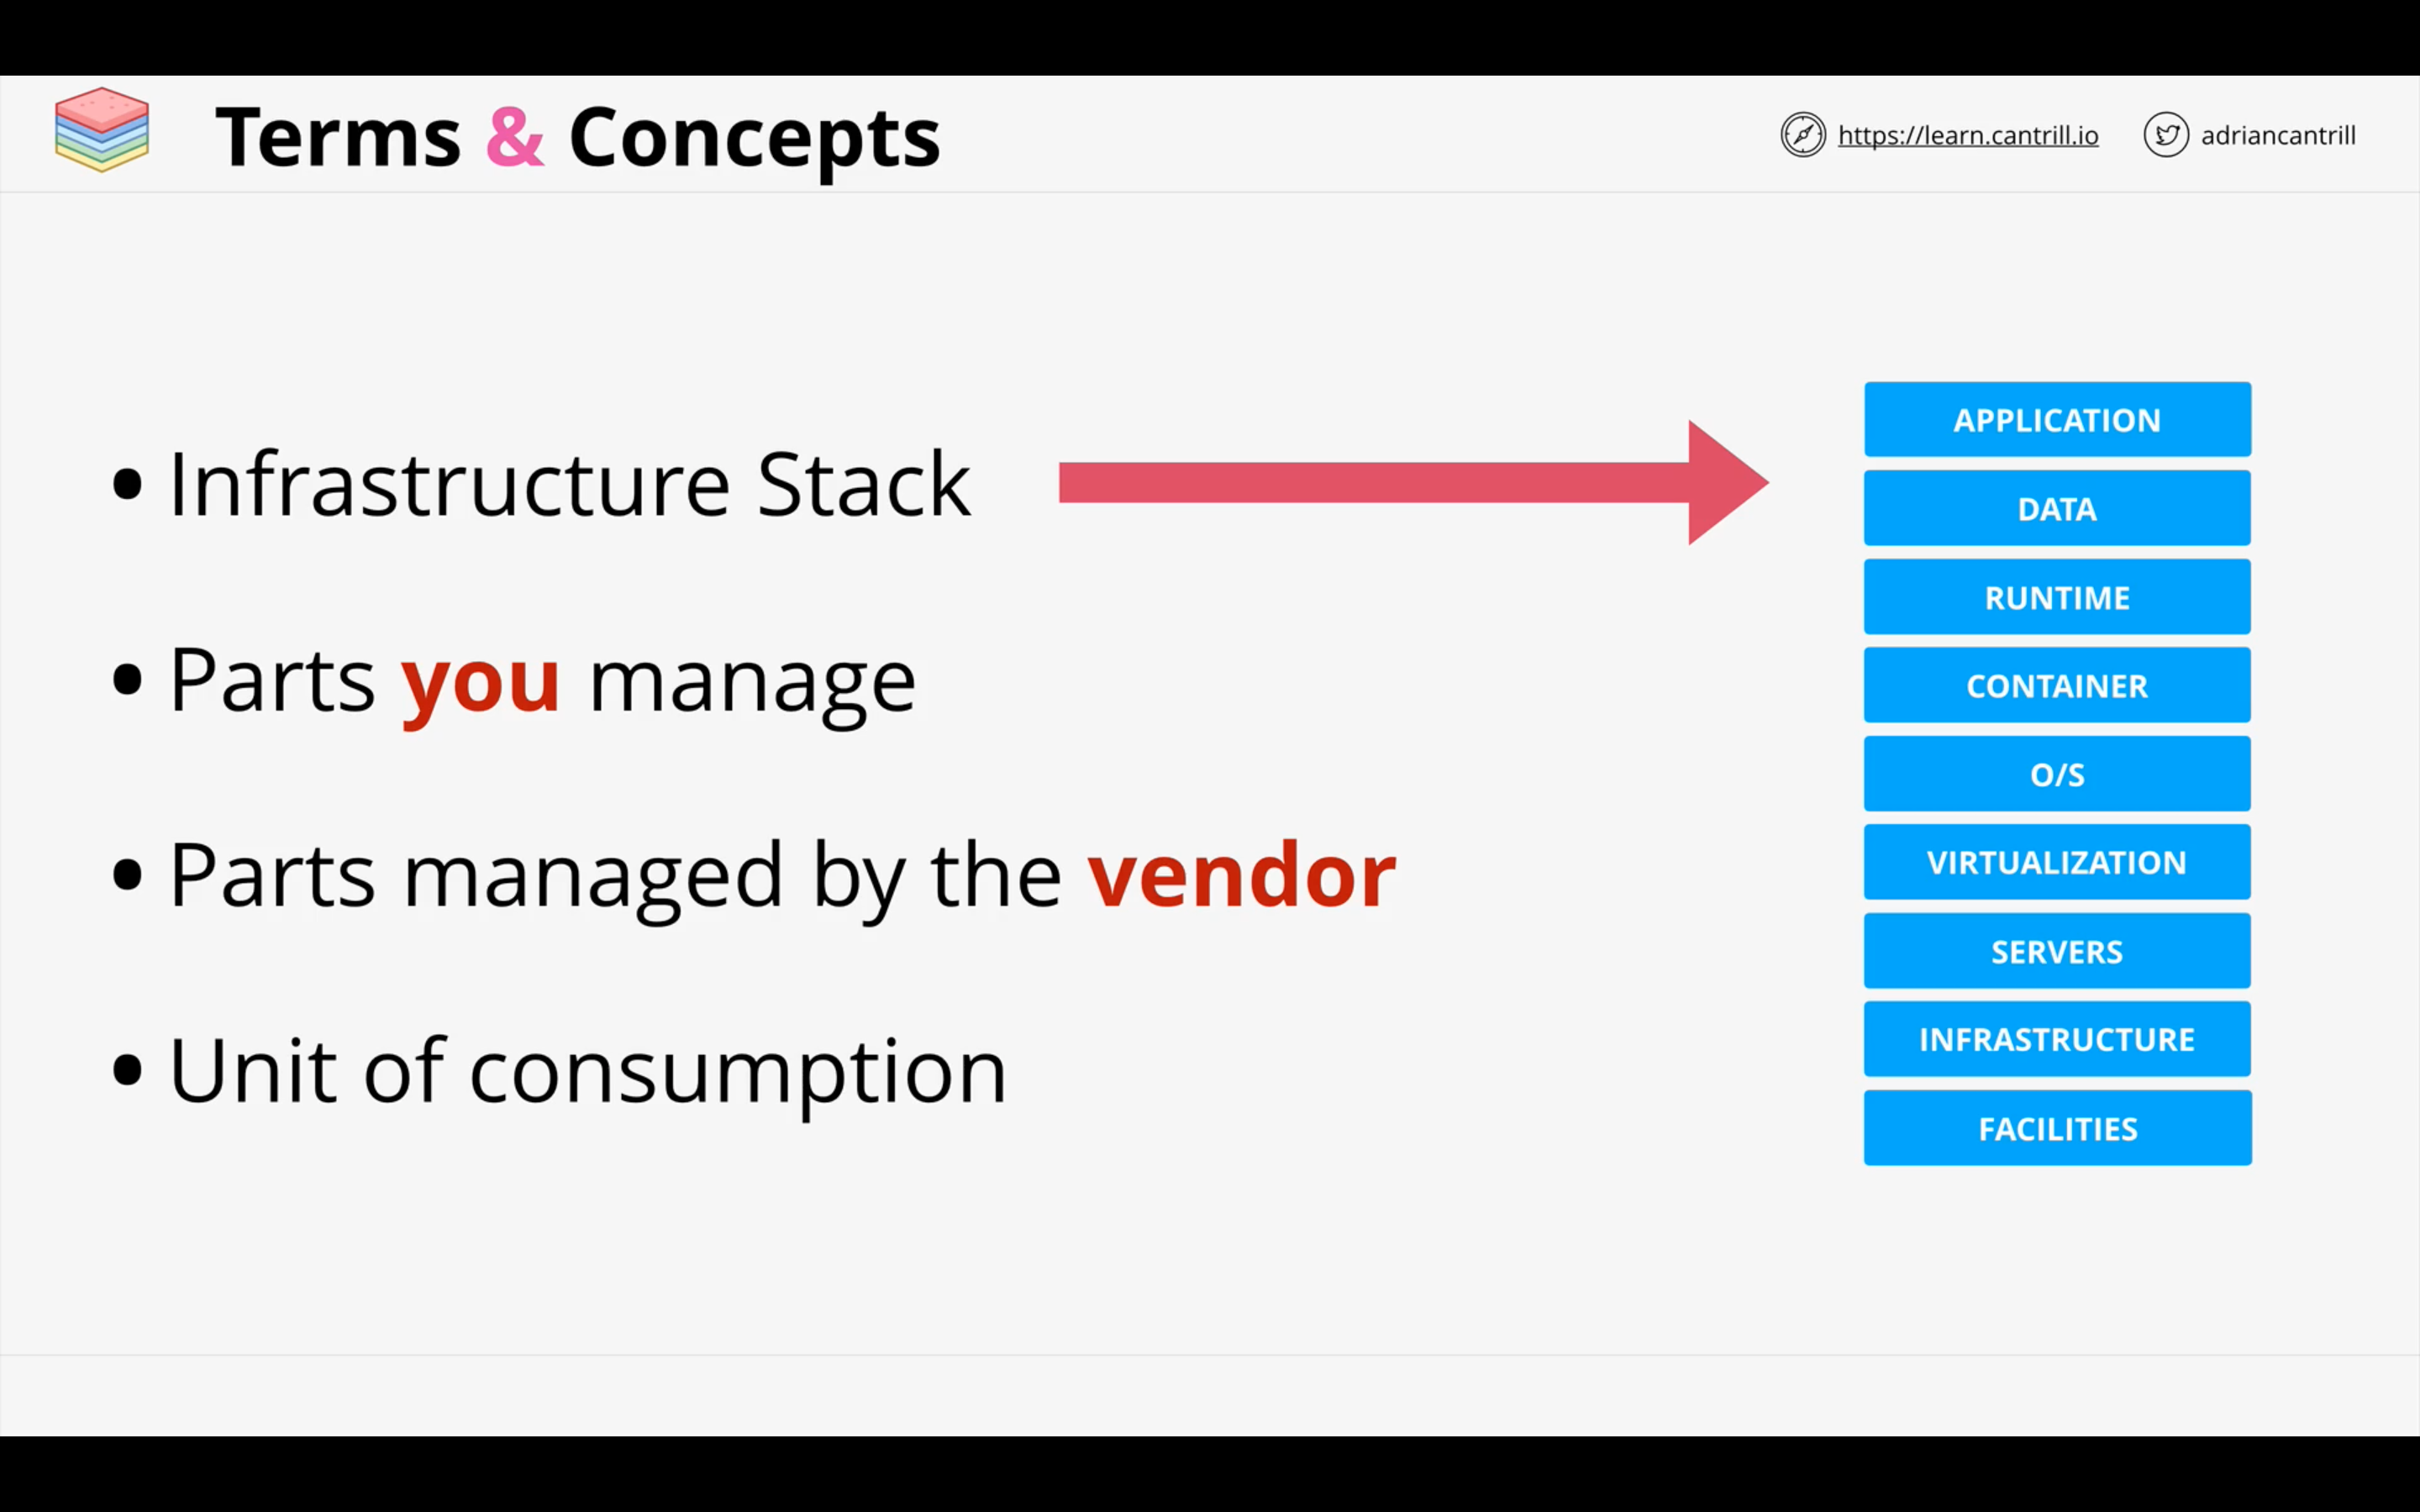 Terms & Concepts
https://learn.cantrill.io
adriancantrill
• Infrastructure Stack
• Parts you manage
• Parts managed by the vendor
• Unit of consumption
APPLICATION
DATA
RUNTIME
CONTAINER
O/S
VIRTUALIZATION
SERVERS
INFRASTRUCTURE
FACILITIES